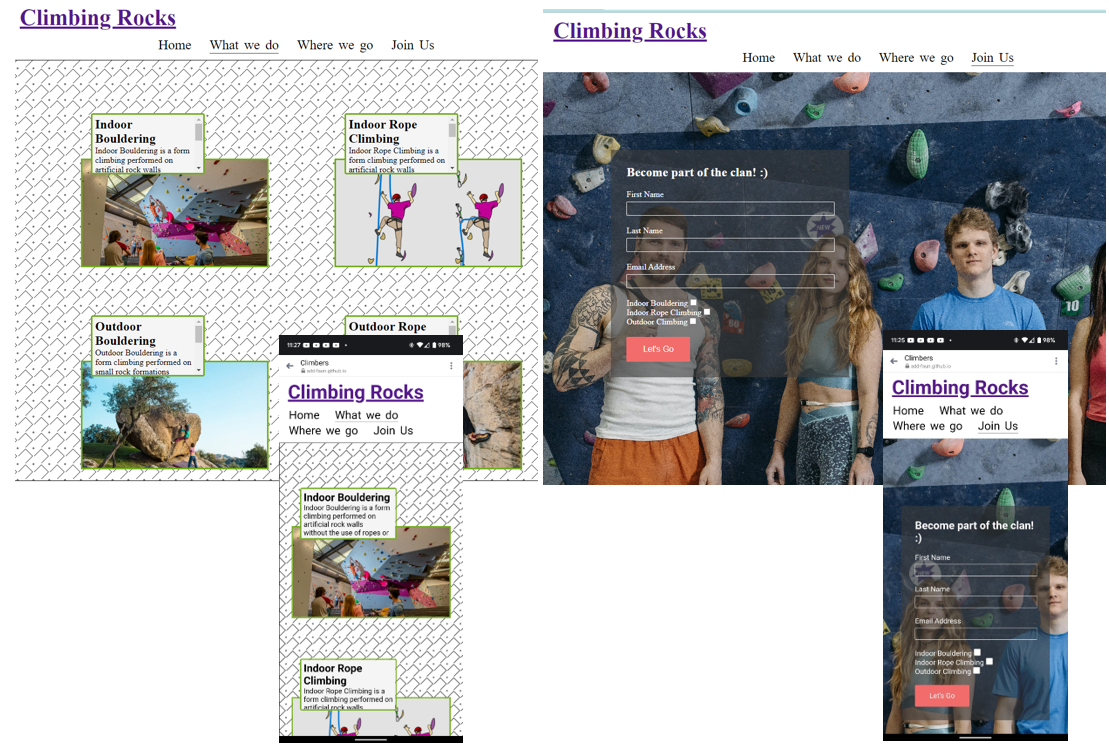 Climbing Rocks
Home What we do Where we go Join Us
Indoor
Bouldering
Indoor Bouldering is a form
climbing performed on
artificial rock walls
Indoor Rope
Climbing
Indoor Rope Climbing is a
form climbing performed on
artificial rock walls
Outdoor
Bouldering
Outdoor Bouldering is a
form climbing performed on
small rock formations
Outdoor Rope
11:27
98%
Climbers
add-faun.github.io
Climbing Rocks
Home What we do
Where we go Join Us
Indoor Bouldering
Indoor Bouldering is a form
climbing performed on
artificial rock walls
without the use of ropes or
Indoor Rope
Climbing
Indoor Rope Climbing is a
form climbing performed on
artificial rock walls
Climbing Rocks
Home What we do Where we go Join Us
Become part of the clan! :)
First Name
NEW
Last Name
Email Address
Indoor Bouldering
Indoor Rope Climbing
Outdoor Climbing
Let's Go
10
11:25
98%
Climbers
add-faun.github.io
Climbing Rocks
Home What we do
Where we go Join Us
Become part of the clan!
:)
First Name
Last Name
Email Address
Indoor Bouldering
Indoor Rope Climbing
Outdoor Climbing
Let's Go